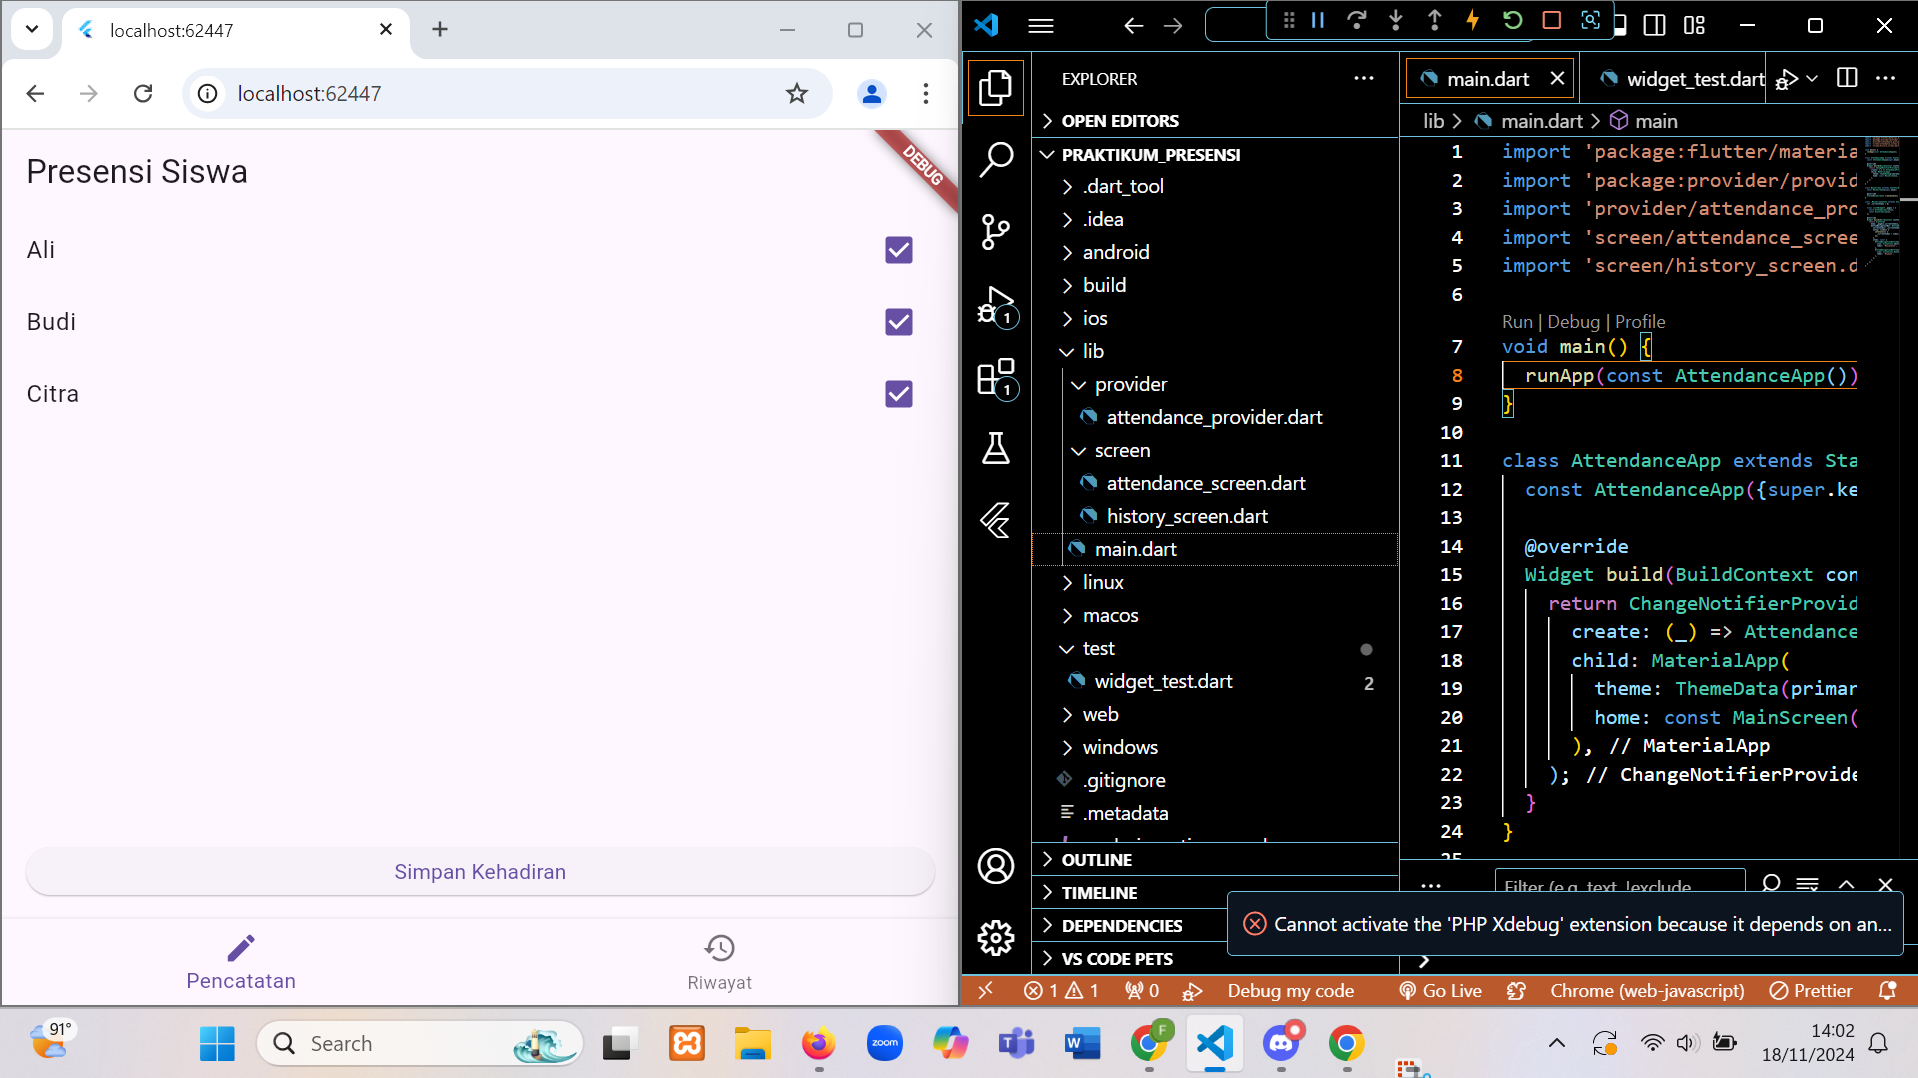 localhost:62447
localhost:62447
DEBUG
Presensi Siswa
Ali
Budi
Citra
Simpan Kehadiran
Pencatatan
Riwayat
EXPLORER
OPEN EDITORS
PRAKTIKUM_PRESENSI
.dart_tool
.idea
android
build
ios
lib
provider
attendance_provider.dart
screen
attendance_screen.dart
history_screen.dart
main.dart
linux
macos
test
widget_test.dart 2
web
windows
.gitignore
.metadata
OUTLINE
TIMELINE
DEPENDENCIES
VS CODE PETS
1
1
main.dart
widget_test.dart
lib > main.dart > main
1 import 'package:flutter/materia
2 import 'package:provider/provid
3 import 'provider/attendance_pro
4 import 'screen/attendance_scree
5 import 'screen/history_screen.d
6
Run | Debug | Profile
7 void main() {
8 runApp(const AttendanceApp())
9 }
10
11 class AttendanceApp extends Sta
12 const AttendanceApp({super.ke
13
14 @override
15 Widget build(BuildContext con
16 return ChangeNotifierProvid
17 create: (_) => Attendance
18 child: MaterialApp(
19 theme: ThemeData(primar
20 home: const MainScreen(
21 ), // MaterialApp
22 ); // ChangeNotifierProvide
23 }
24 }
25
Filter (e.g. text, !exclude
Cannot activate the 'PHP Xdebug' extension because it depends on an...
1 1 0 Debug my code Go Live Chrome (web-javascript) Prettier
91°
Search
zoom
F
14:02
18/11/2024